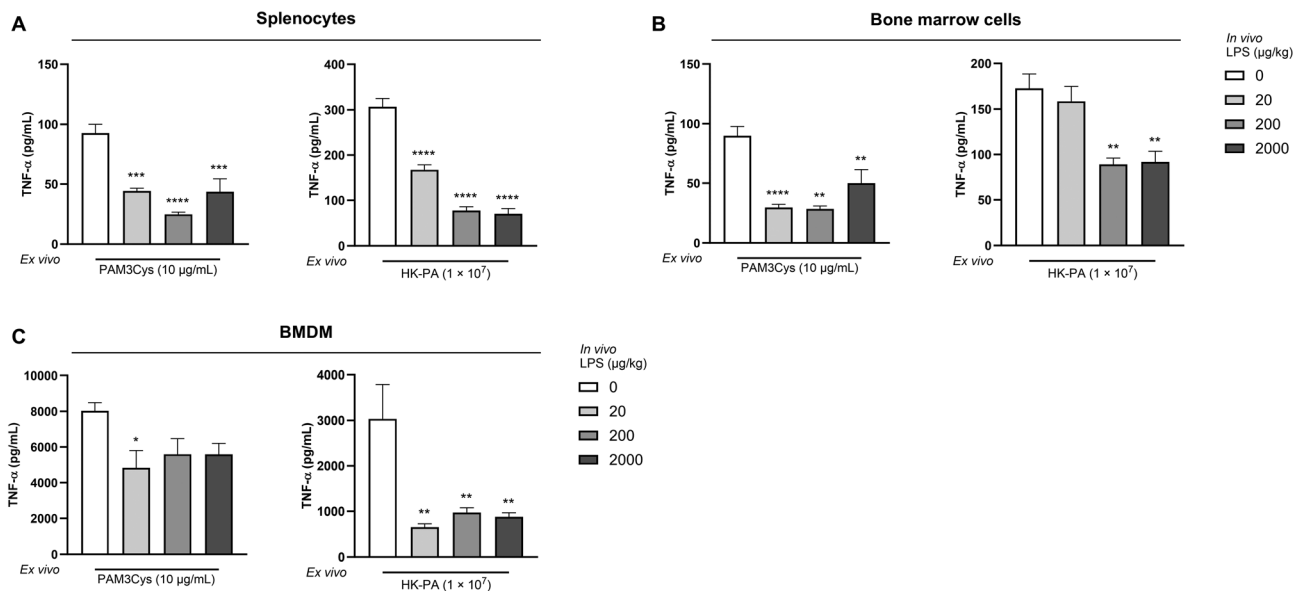 A
Splenocytes
TNF-α (pg/mL)
150
100
50
0
***
****
***
Ex vivo
PAM3Cys (10 µg/mL)
TNF-α (pg/mL)
400
300
200
100
0
****
****
****
Ex vivo
HK-PA (1 × 10⁷)
B
Bone marrow cells
TNF-α (pg/mL)
150
100
50
0
****
**
**
Ex vivo
PAM3Cys (10 µg/mL)
TNF-α (pg/mL)
200
150
100
50
0
**
**
Ex vivo
HK-PA (1 × 10⁷)
In vivo
LPS (µg/kg)
0
20
200
2000
C
BMDM
TNF-α (pg/mL)
10000
8000
6000
4000
2000
0
*
Ex vivo
PAM3Cys (10 µg/mL)
TNF-α (pg/mL)
4000
3000
2000
1000
0
**
**
**
Ex vivo
HK-PA (1 × 10⁷)
In vivo
LPS (µg/kg)
0
20
200
2000